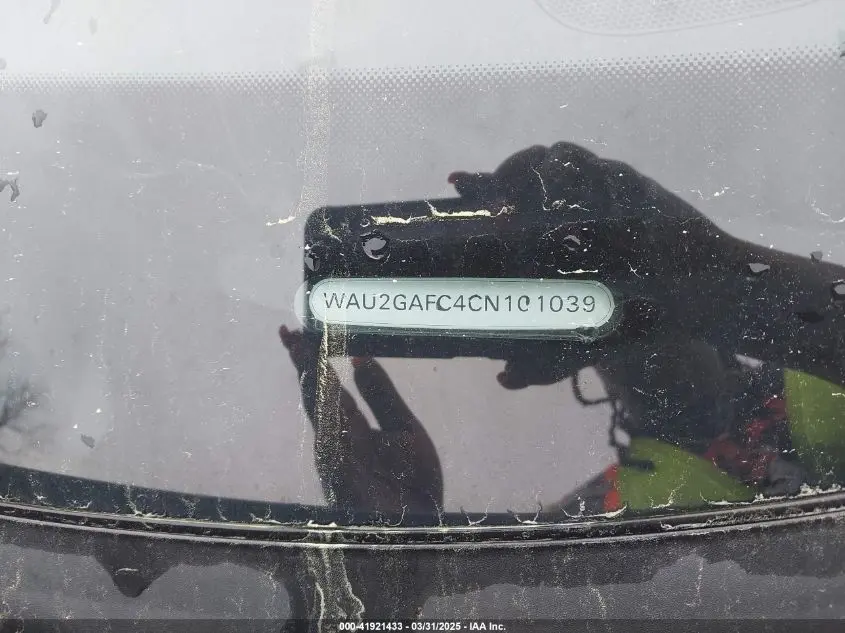 WAU2GAFC4CN101039
000-41921433 - 03/31/2025 - IAA Inc.